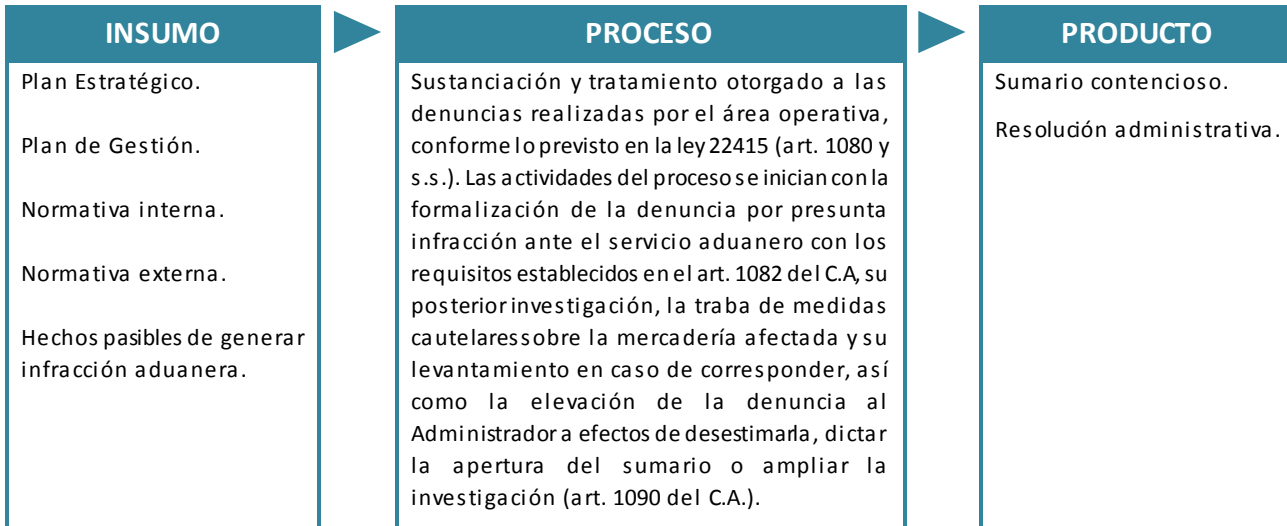 INSUMO
Plan Estratégico.
Plan de Gestión.
Normativa interna.
Normativa externa.
Hechos pasibles de generar
infracción aduanera.
PROCESO
Sustanciación y tratamiento otorgado a las
denuncias realizadas por el área operativa,
conforme lo previsto en la ley 22415 (art. 1080 y
s.s.). Las actividades del proceso se inician con la
formalización de la denuncia por presunta
infracción ante el servicio aduanero con los
requisitos establecidos en el art. 1082 del C.A, su
posterior investigación, la traba de medidas
cautelares sobre la mercadería afectada y su
levantamiento en caso de corresponder, así
como la elevación de la denuncia al
Administrador a efectos de desestimarla, dictar
la apertura del sumario o ampliar la
investigación (art. 1090 del C.A.).
PRODUCTO
Sumario contencioso.
Resolución administrativa.